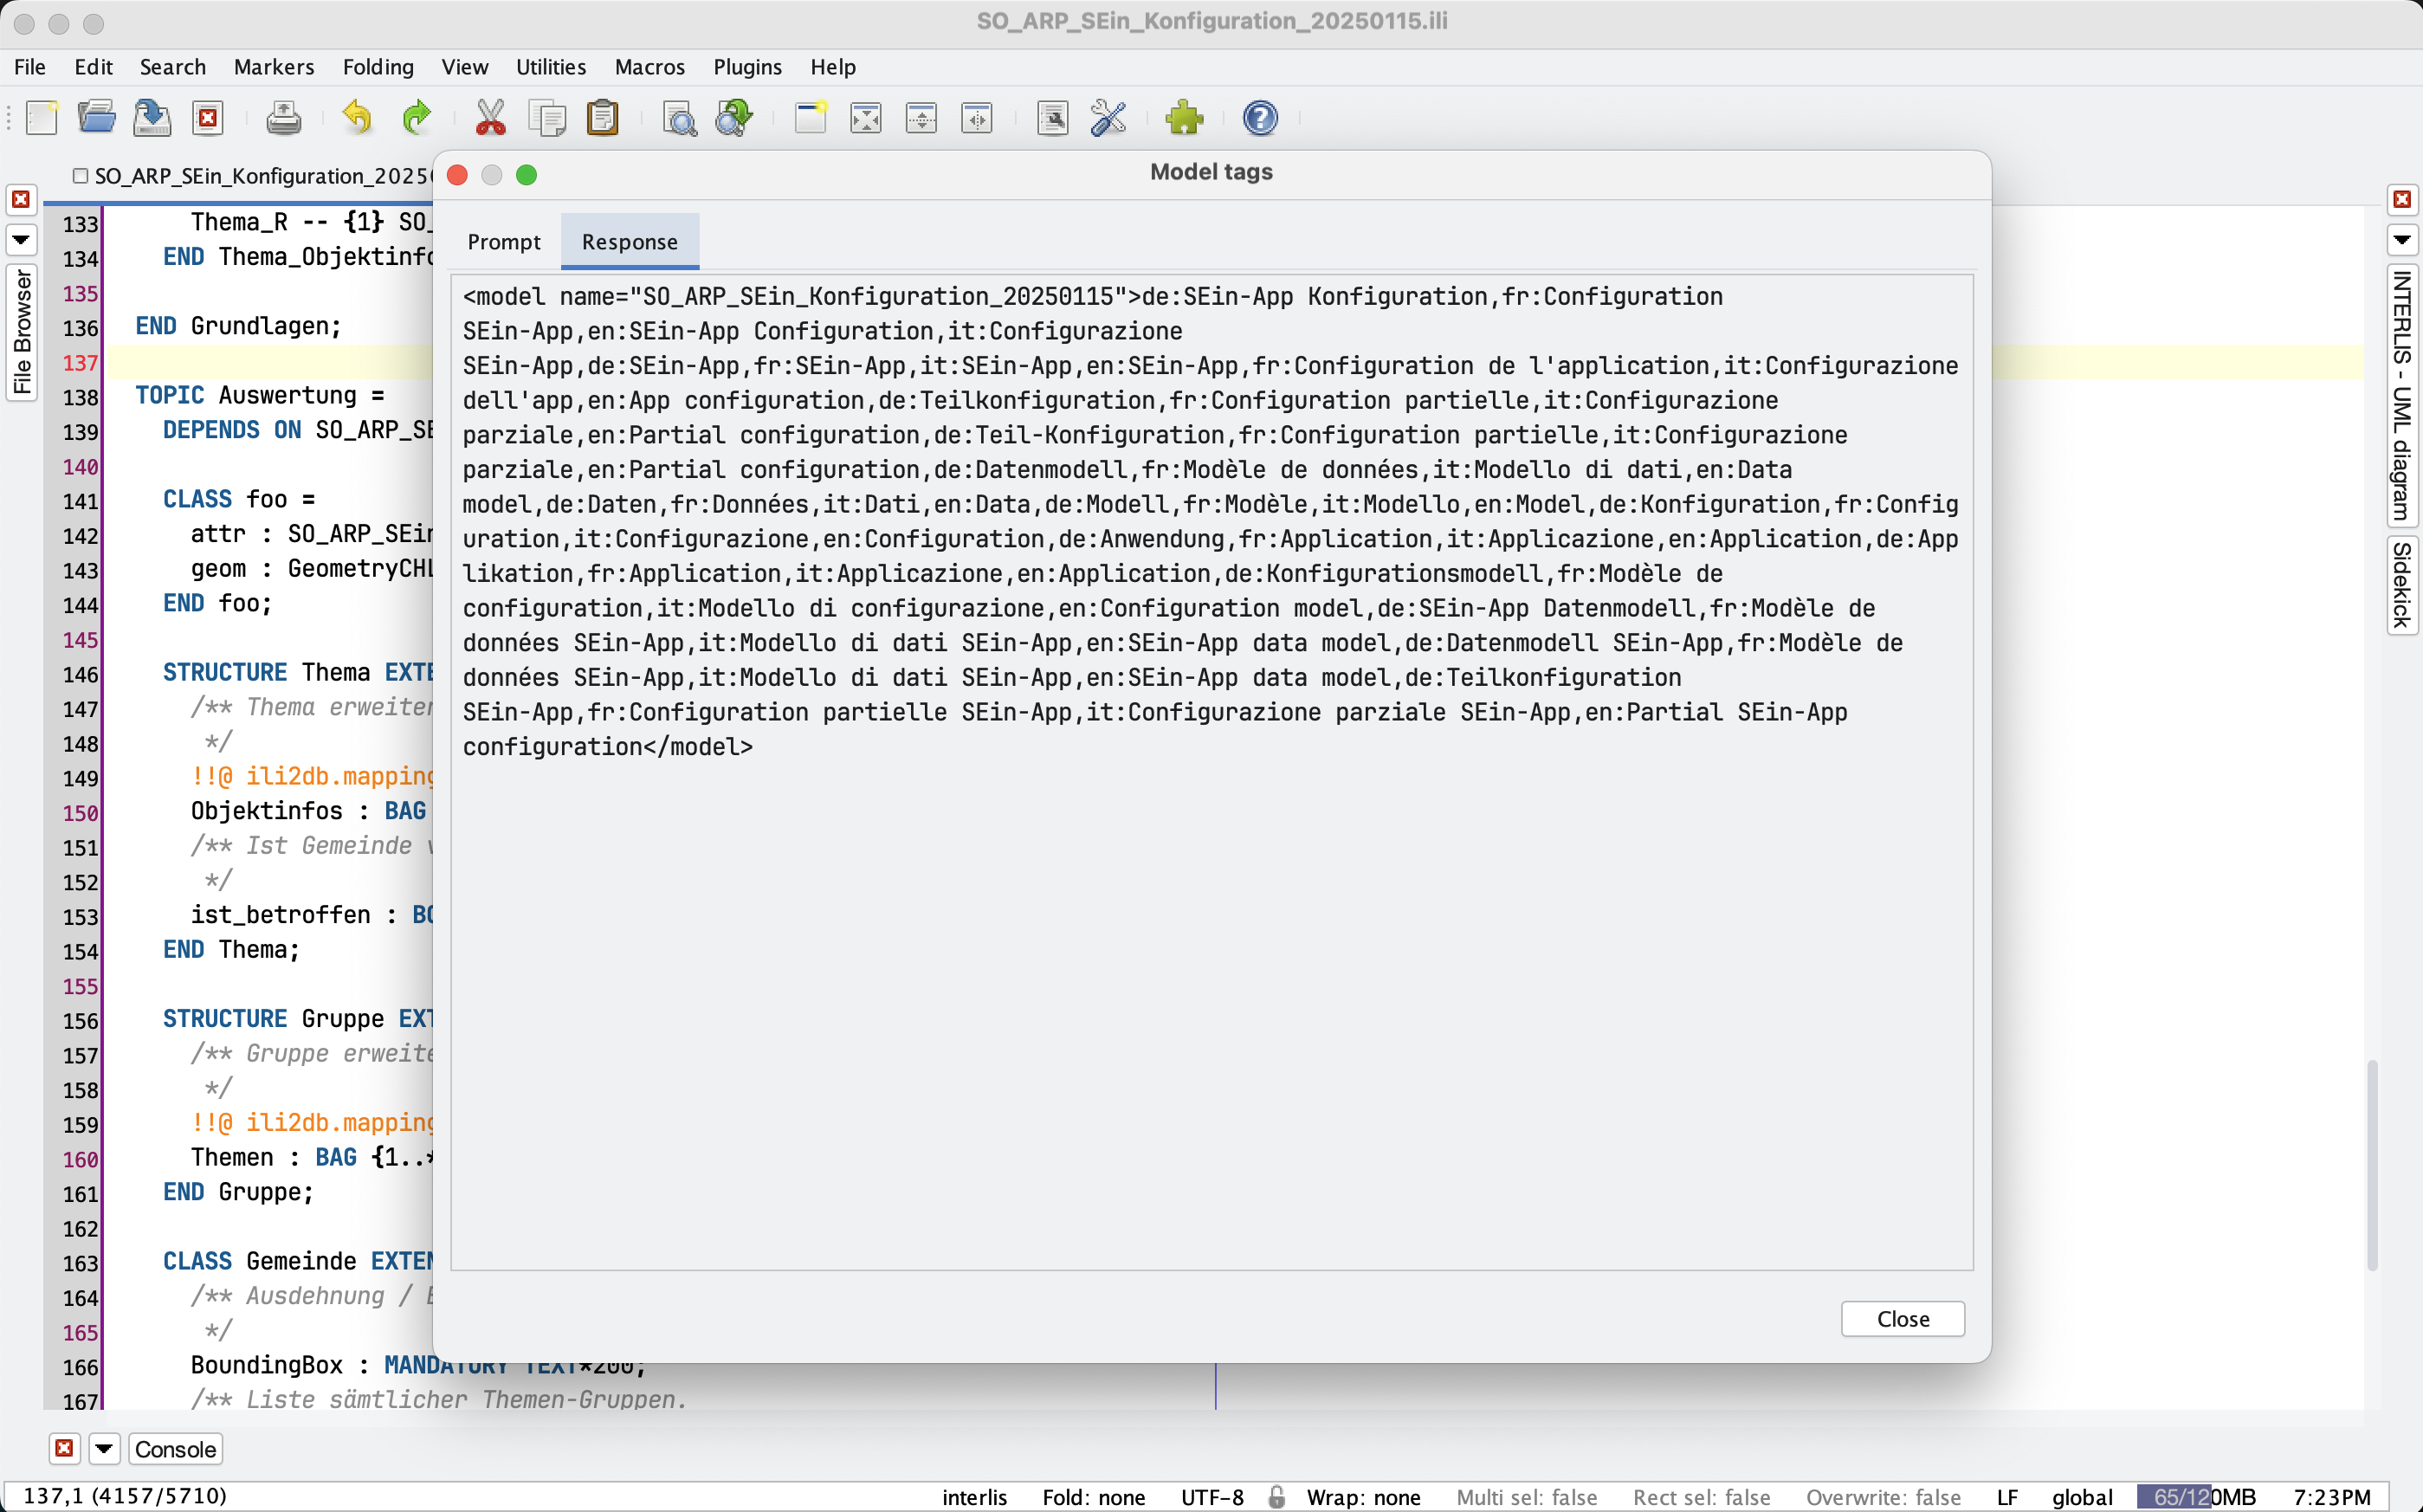 SO_ARP_SEin_Konfiguration_20250115.ili
File Edit Search Markers Folding View Utilities Macros Plugins Help
SO_ARP_SEin_Konfiguration_2025
Model tags
Prompt Response
<model name="SO_ARP_SEin_Konfiguration_20250115">de:SEin-App Konfiguration,fr:Configuration
SEin-App,en:SEin-App Configuration,it:Configurazione
SEin-App,de:SEin-App,fr:SEin-App,it:SEin-App,en:SEin-App,fr:Configuration de l'application,it:Configurazione
dell'app,en:App configuration,de:Teilkonfiguration,fr:Configuration partielle,it:Configurazione
parziale,en:Partial configuration,de:Teil-Konfiguration,fr:Configuration partielle,it:Configurazione
parziale,en:Partial configuration,de:Datenmodell,fr:Modèle de données,it:Modello di dati,en:Data
model,de:Daten,fr:Données,it:Dati,en:Data,de:Modell,fr:Modèle,it:Modello,en:Model,de:Konfiguration,fr:Config
uration,it:Configurazione,en:Configuration,de:Anwendung,fr:Application,it:Applicazione,en:Application,de:App
likation,fr:Application,it:Applicazione,en:Application,de:Konfigurationsmodell,fr:Modèle de
configuration,it:Modello di configurazione,en:Configuration model,de:SEin-App Datenmodell,fr:Modèle de
données SEin-App,it:Modello di dati SEin-App,en:SEin-App data model,de:Datenmodell SEin-App,fr:Modèle de
données SEin-App,it:Modello di dati SEin-App,en:SEin-App data model,de:Teilkonfiguration
SEin-App,fr:Configuration partielle SEin-App,it:Configurazione parziale SEin-App,en:Partial SEin-App
configuration</model>
Close
File Browser
133 Thema_R -- {1} SO_
134 END Thema_Objektinfo
135
136 END Grundlagen;
137
138 TOPIC Auswertung =
139 DEPENDS ON SO_ARP_SE
140
141 CLASS foo =
142 attr : SO_ARP_SEin
143 geom : GeometryCHL
144 END foo;
145
146 STRUCTURE Thema EXTE
147 /** Thema erweiter
148 */
149 !!@ ili2db.mapping
150 Objektinfos : BAG
151 /** Ist Gemeinde
152 */
153 ist_betroffen : BO
154 END Thema;
155
156 STRUCTURE Gruppe EXT
157 /** Gruppe erweite
158 */
159 !!@ ili2db.mapping
160 Themen : BAG {1..*
161 END Gruppe;
162
163 CLASS Gemeinde EXTEN
164 /** Ausdehnung /
165 */
166 BoundingBox : MANDATORY TEXT*200;
167 /** Liste sämtlicher Themen-Gruppen.
INTERLIS - UML diagram
Sidekick
Console
137,1 (4157/5710) interlis Fold: none UTF-8 Wrap: none Multi sel: false Rect sel: false Overwrite: false LF global 65/120MB 7:23PM